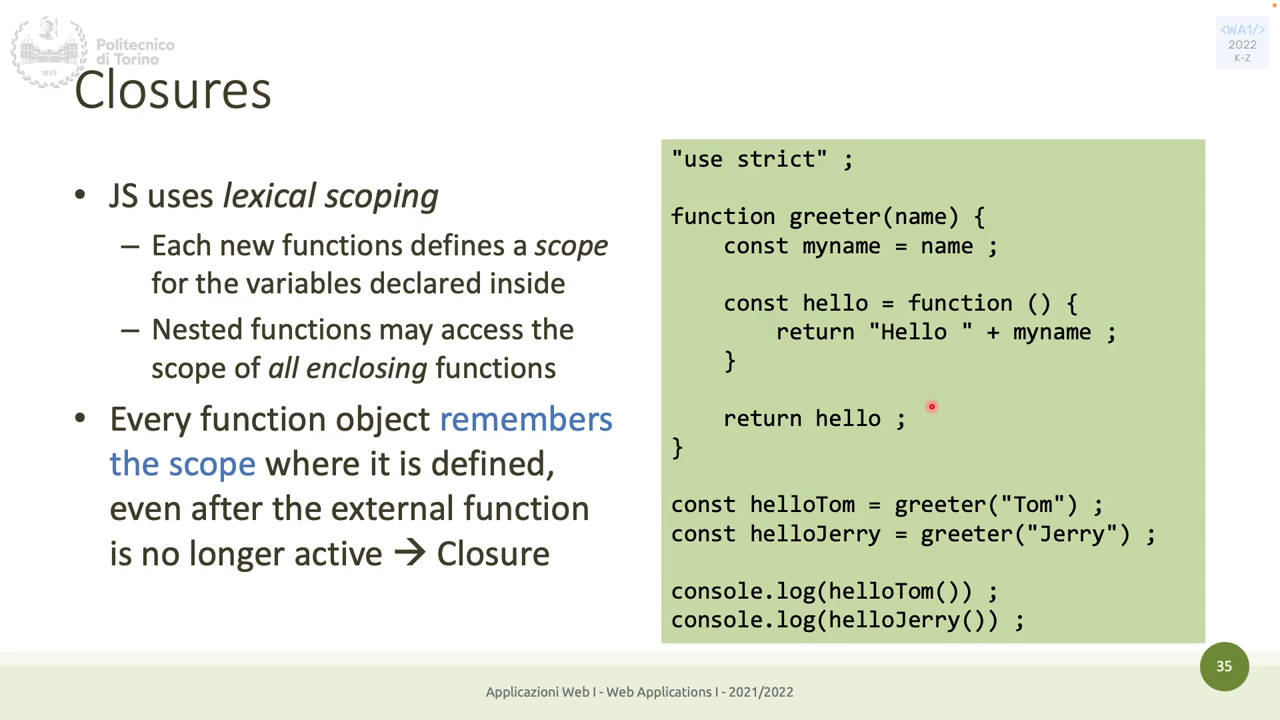 Politecnico
di Torino
1859
<WA1/>
2022
K-Z
Closures
• JS uses lexical scoping
– Each new functions defines a scope
for the variables declared inside
– Nested functions may access the
scope of all enclosing functions
• Every function object remembers
the scope where it is defined,
even after the external function
is no longer active → Closure
"use strict" ;
function greeter(name) {
    const myname = name ;
    const hello = function () {
        return "Hello " + myname ;
    }
    return hello ;
}
const helloTom = greeter("Tom") ;
const helloJerry = greeter("Jerry") ;
console.log(helloTom()) ;
console.log(helloJerry()) ;
35
Applicazioni Web I - Web Applications I - 2021/2022